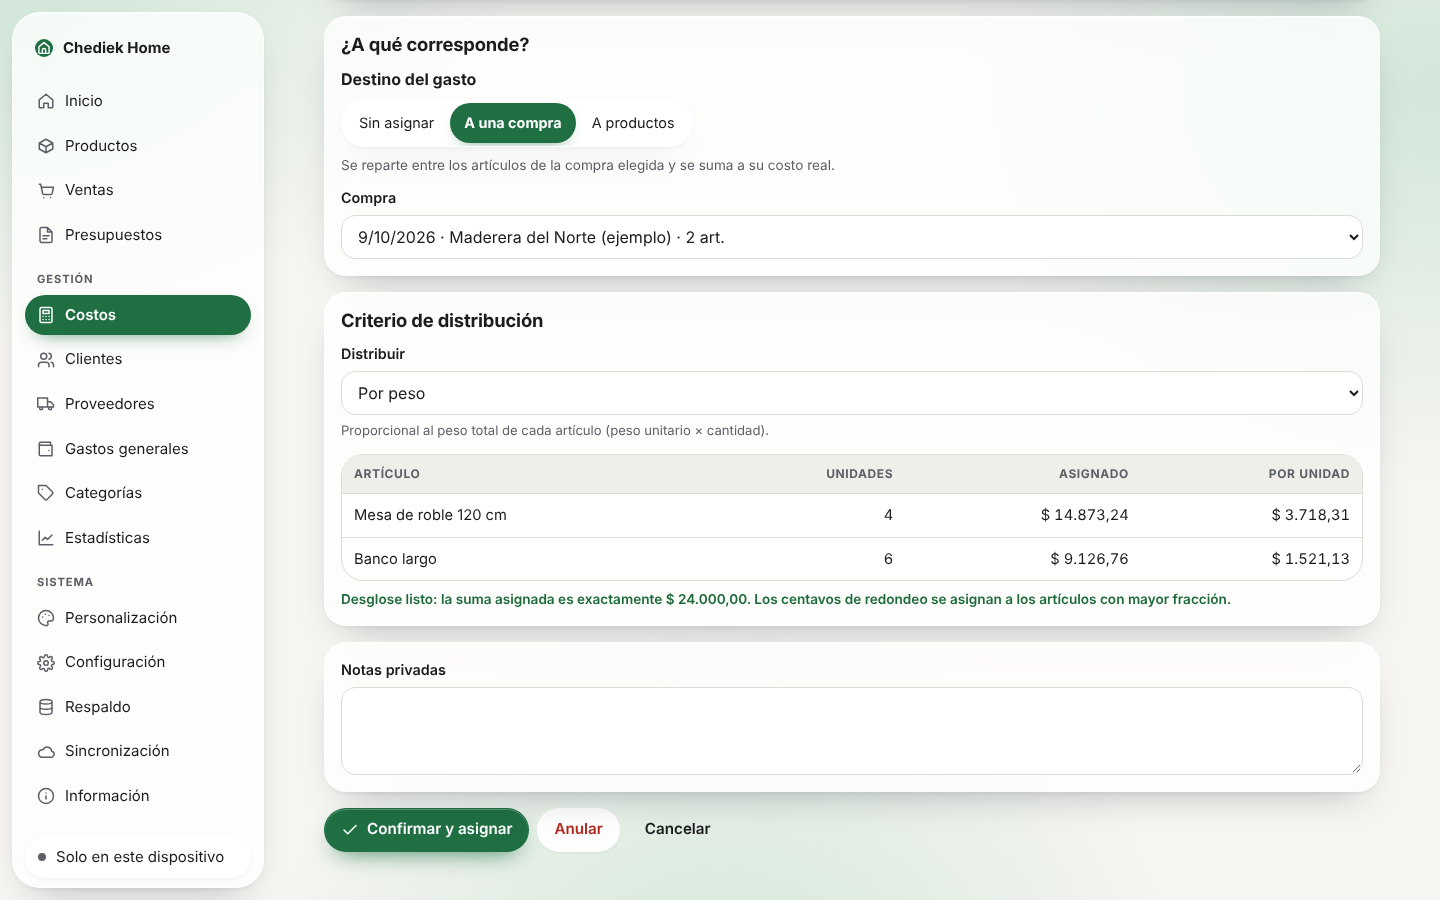 Chediek Home
Inicio
Productos
Ventas
Presupuestos
GESTIÓN
Costos
Clientes
Proveedores
Gastos generales
Categorías
Estadísticas
SISTEMA
Personalización
Configuración
Respaldo
Sincronización
Información
Solo en este dispositivo
¿A qué corresponde?
Destino del gasto
Sin asignar A una compra A productos
Se reparte entre los artículos de la compra elegida y se suma a su costo real.
Compra
9/10/2026 · Maderera del Norte (ejemplo) · 2 art.
Criterio de distribución
Distribuir
Por peso
Proporcional al peso total de cada artículo (peso unitario × cantidad).
ARTÍCULO UNIDADES ASIGNADO POR UNIDAD
Mesa de roble 120 cm 4 $ 14.873,24 $ 3.718,31
Banco largo 6 $ 9.126,76 $ 1.521,13
Desglose listo: la suma asignada es exactamente $ 24.000,00. Los centavos de redondeo se asignan a los artículos con mayor fracción.
Notas privadas
Confirmar y asignar Anular Cancelar